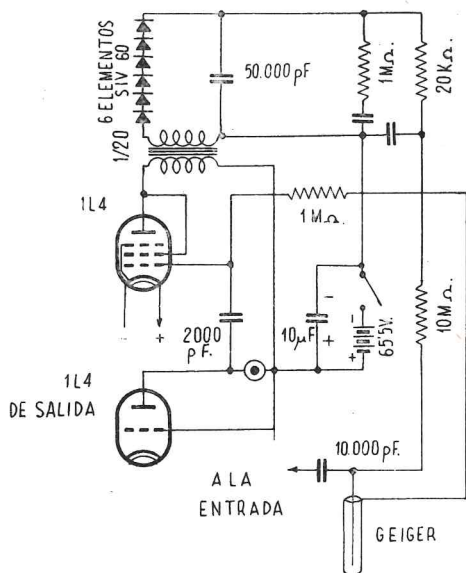 6 ELEMENTOS
SIV 60
50.000 pF
1MΩ.
20KΩ.
1/20
1L4
1MΩ.
- +
2000
pF.
-
10µF
+
-
+
65'5V.
10MΩ.
1L4
DE SALIDA
10.000 pF.
A LA
ENTRADA
GEIGER